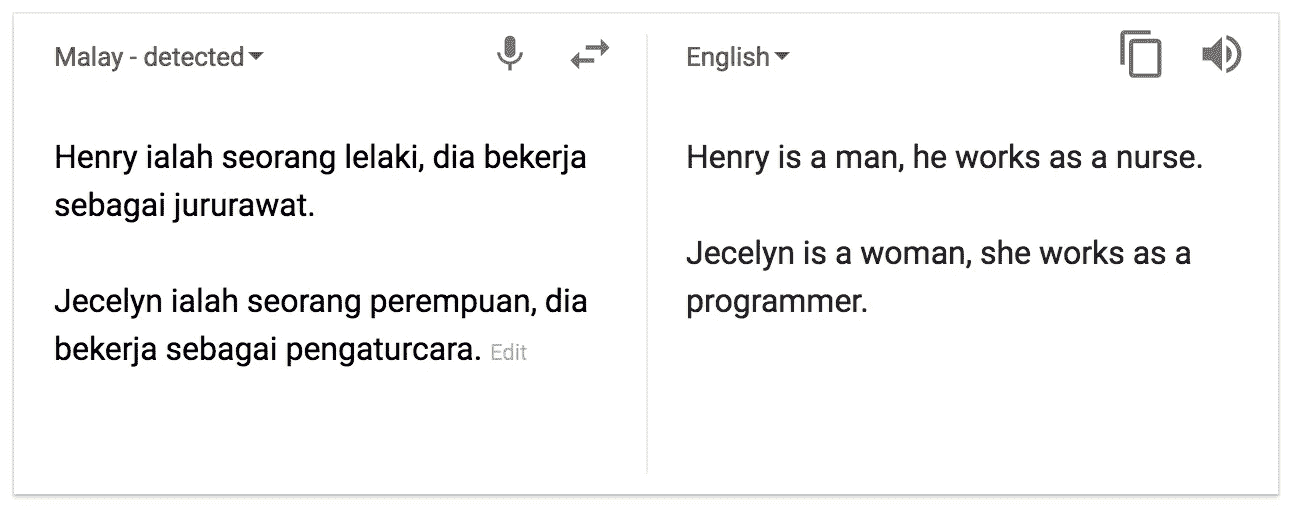 Malay - detected
English
Henry ialah seorang lelaki, dia bekerja
sebagai jururawat.
Jecelyn ialah seorang perempuan, dia
bekerja sebagai pengaturcara. Edit
Henry is a man, he works as a nurse.
Jecelyn is a woman, she works as a
programmer.